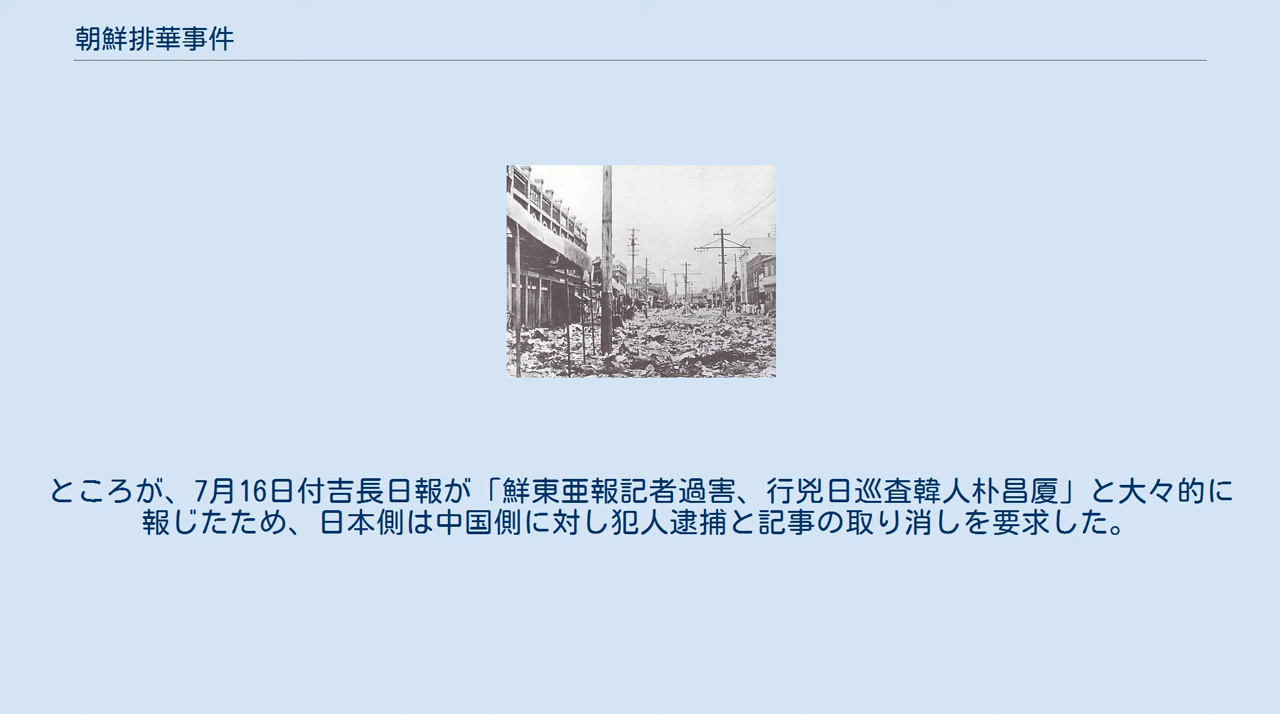 朝鮮排華事件
ところが、7月16日付吉長日報が「鮮東亜報記者過害、行兇日巡査韓人朴昌厦」と大々的に
報じたため、日本側は中国側に対し犯人逮捕と記事の取り消しを要求した。